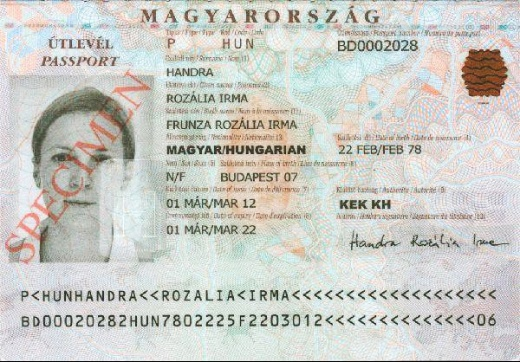 MAGYARORSZÁG
ÚTLEVÉL
PASSPORT
P HUN BD0002028
HANDRA
ROZÁLIA IRMA
FRUNZA ROZÁLIA IRMA
MAGYAR/HUNGARIAN 22 FEB/FEB 78
N/F BUDAPEST 07
01 MÁR/MAR 12 KEK KH
01 MÁR/MAR 22
Handra Rozália Irma
SPECIMEN
P<HUNHANDRA<<ROZALIA<IRMA<<<<<<<<<<<<<<<<<<<
BD00020282HUN7802225F2203012<<<<<<<<<<<<<<06